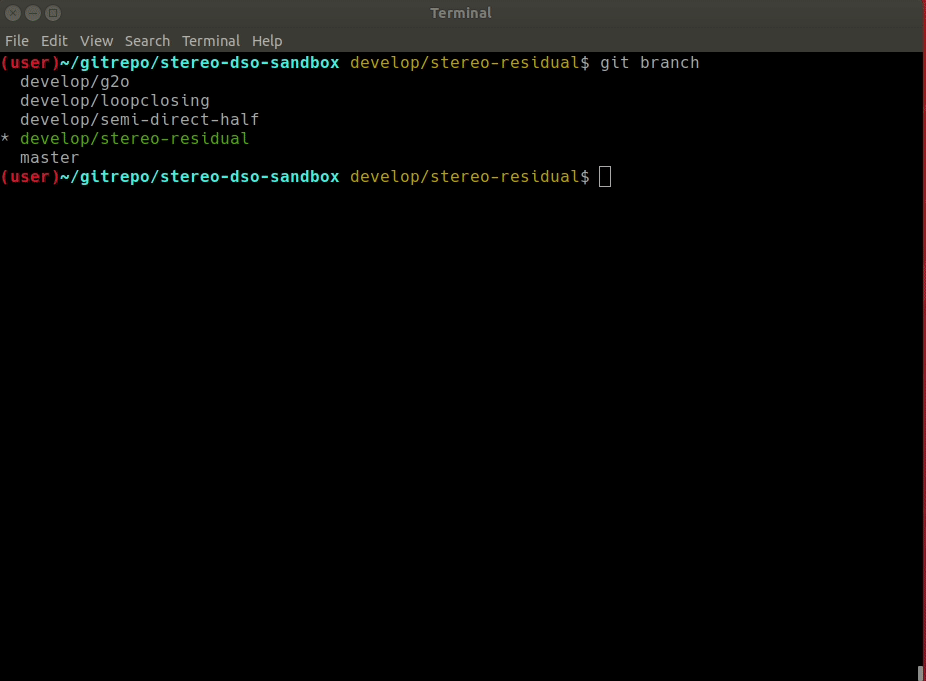 Terminal
File Edit View Search Terminal Help
(user)~/gitrepo/stereo-dso-sandbox develop/stereo-residual$ git branch
  develop/g2o
  develop/loopclosing
  develop/semi-direct-half
* develop/stereo-residual
  master
(user)~/gitrepo/stereo-dso-sandbox develop/stereo-residual$